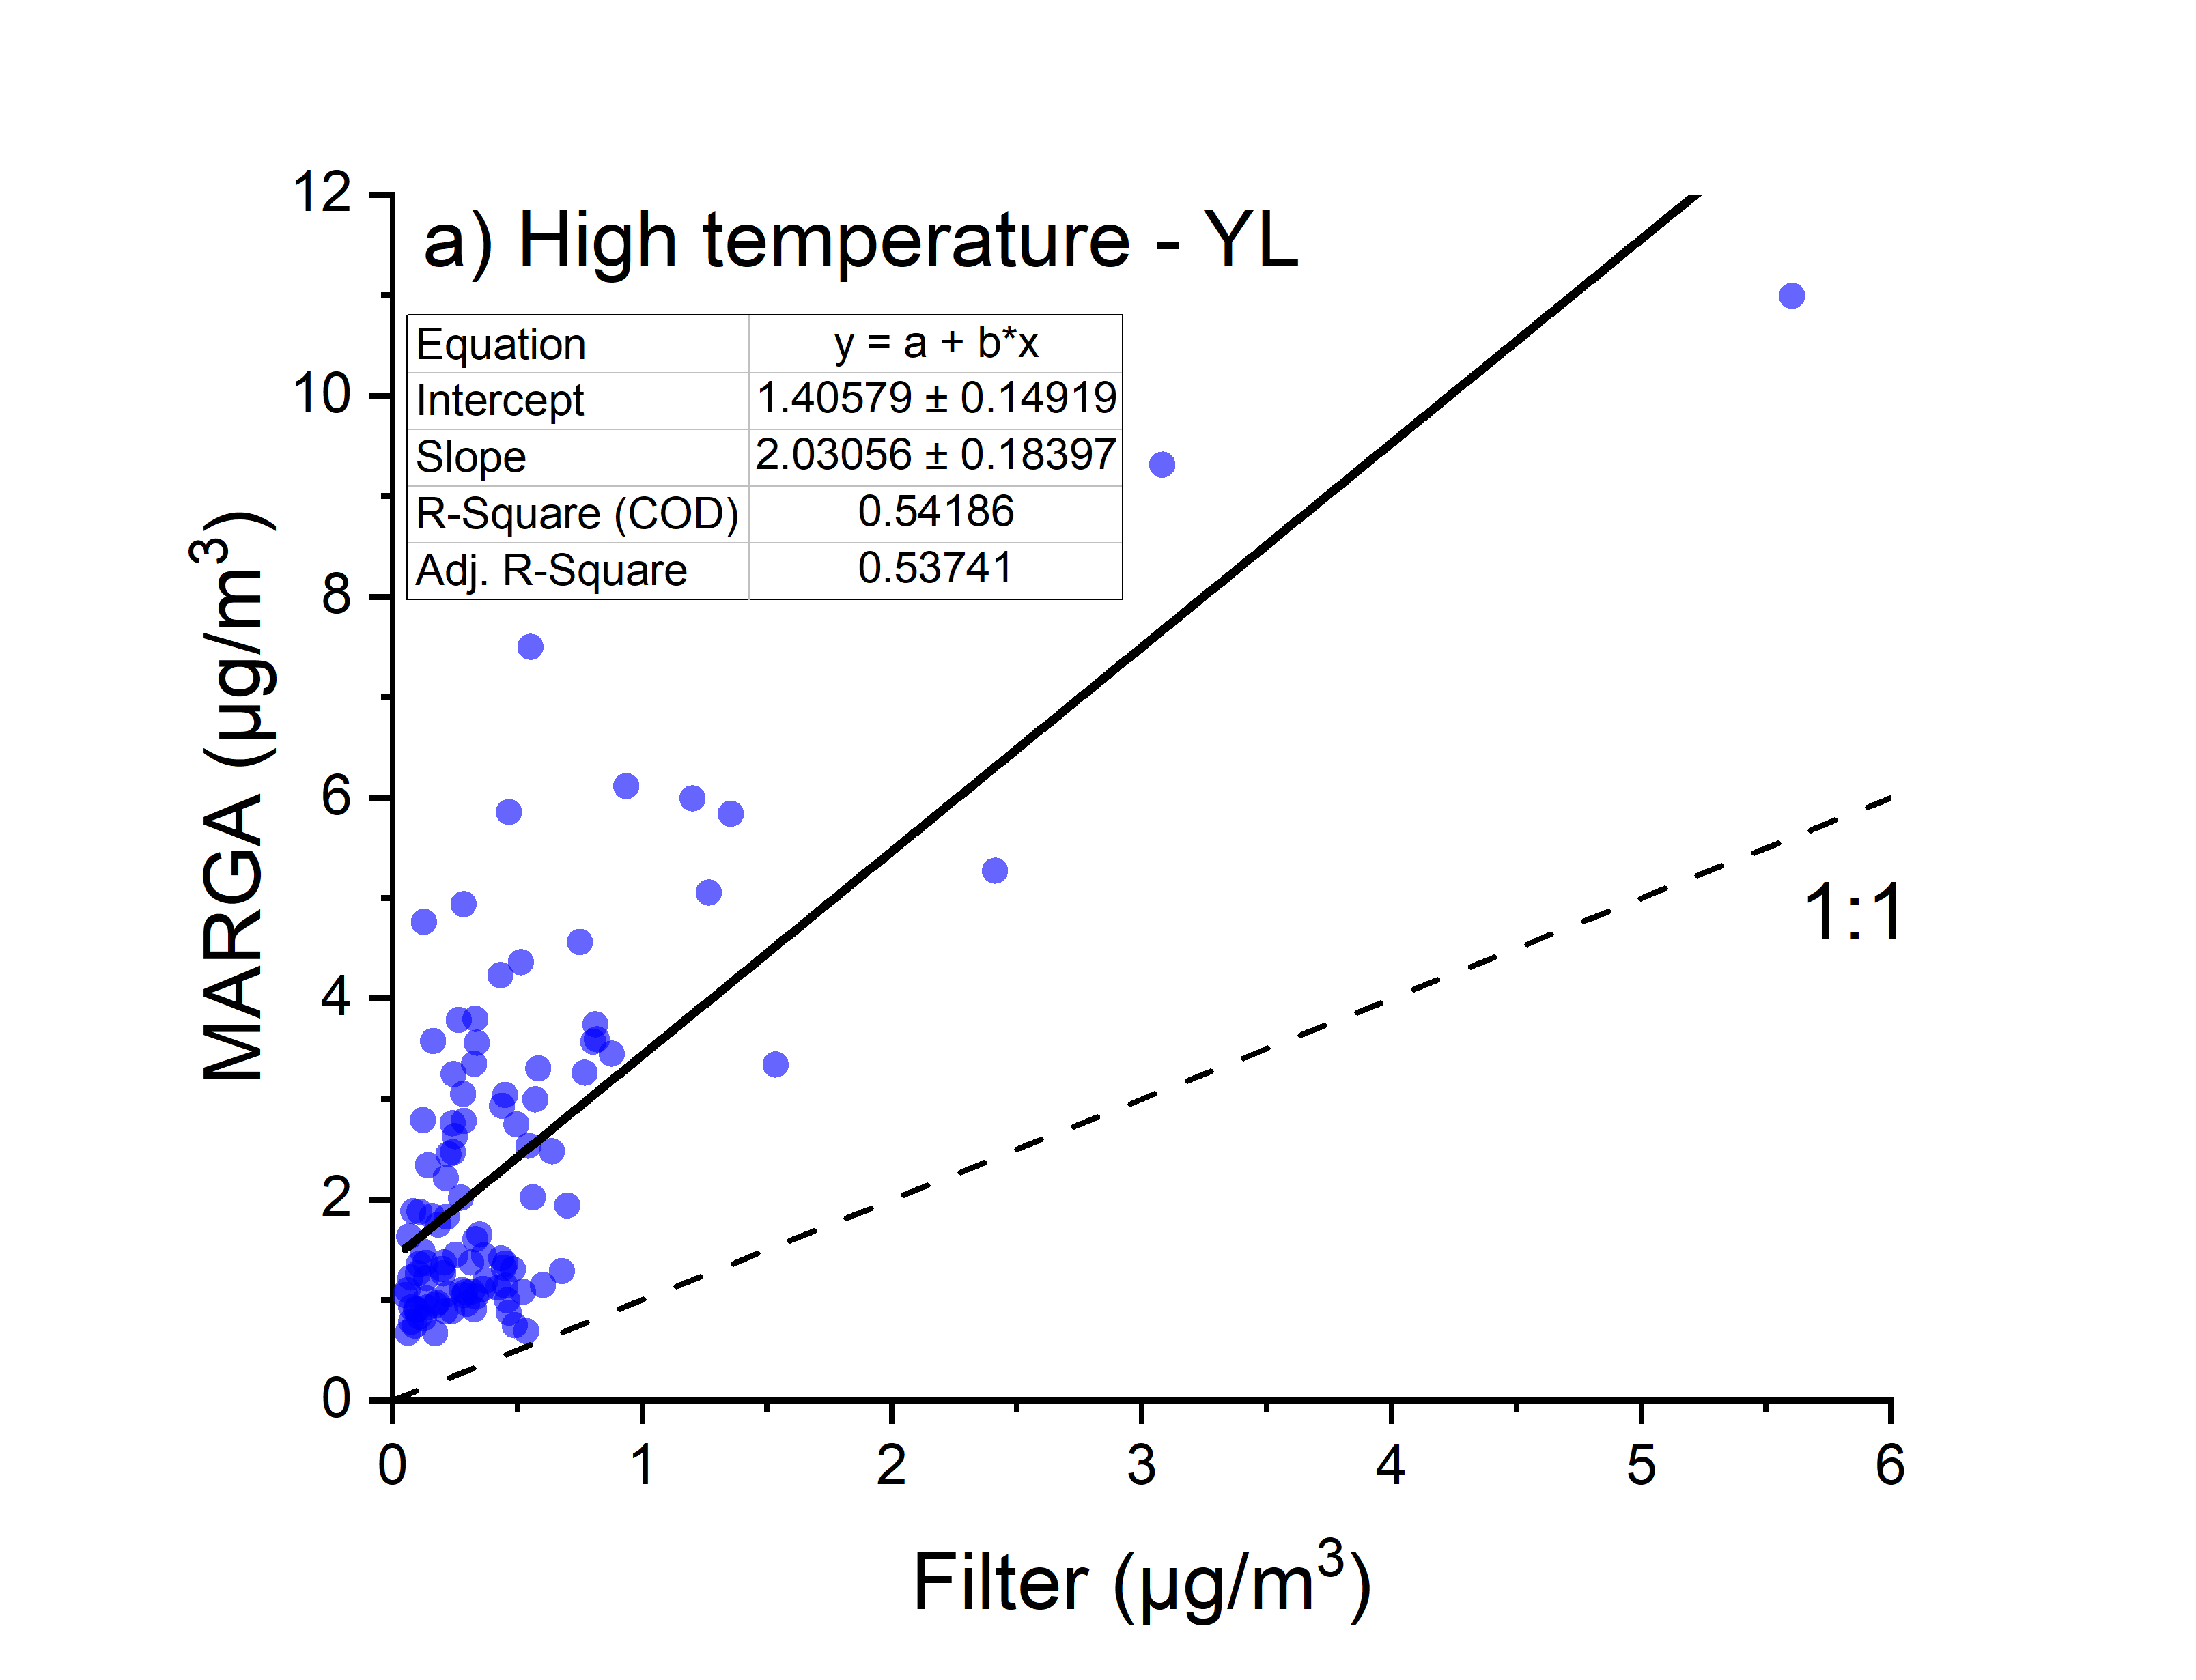 a) High temperature - YL
Equation y = a + b*x
Intercept 1.40579 ± 0.14919
Slope 2.03056 ± 0.18397
R-Square (COD) 0.54186
Adj. R-Square 0.53741
MARGA (µg/m³)
12
10
8
6
4
2
0
1:1
0 1 2 3 4 5 6
Filter (µg/m³)